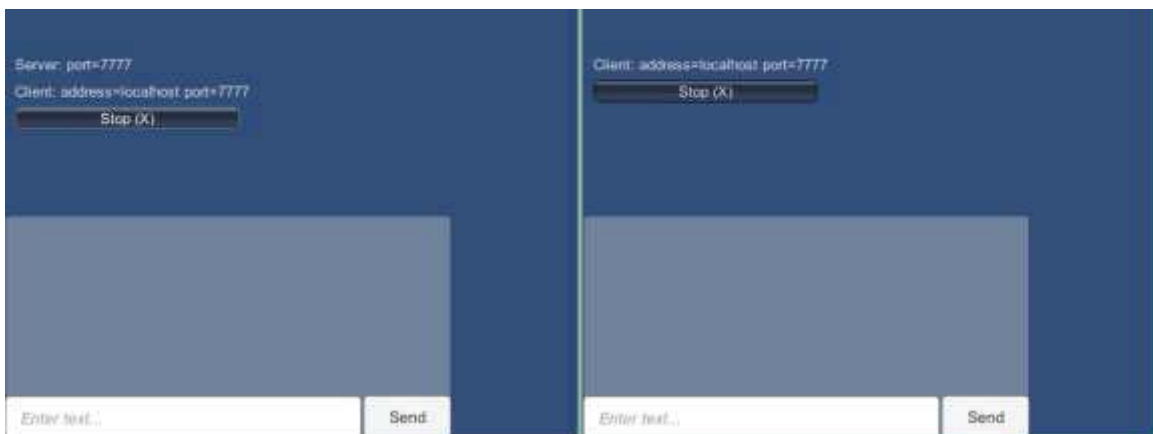 Server: port=7777
Client: address=localhost port=7777
Stop (X)
Enter text...
Send
Client: address=localhost port=7777
Stop (X)
Enter text...
Send